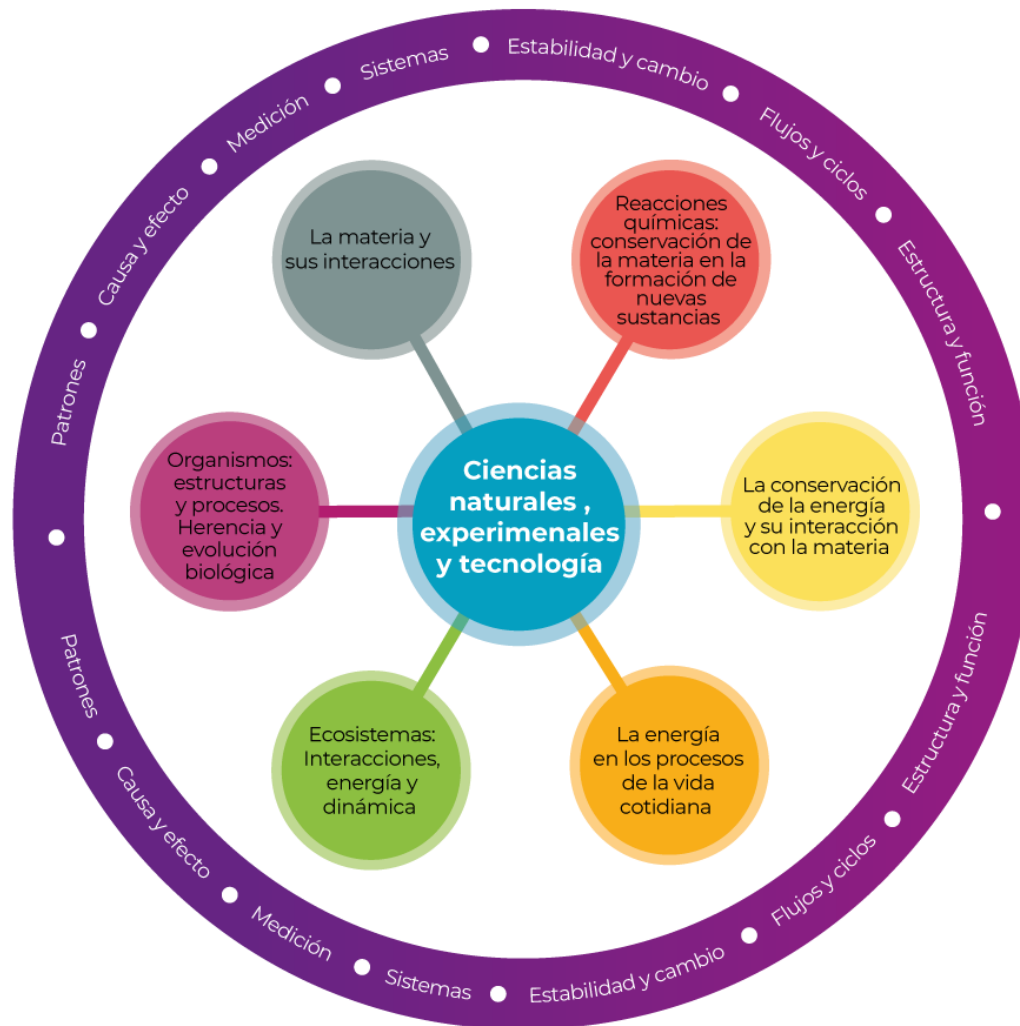 Patrones
Causa y efecto
Medición
Sistemas
Estabilidad y cambio
Flujos y ciclos
Estructura y función
La materia y
sus interacciones
Reacciones
químicas:
conservación de
la materia en la
formación de
nuevas
sustancias
Organismos:
estructuras
y procesos.
Herencia y
evolución
biológica
Ciencias
naturales ,
experimenales
y tecnología
La conservación
de la energía
y su interacción
con la materia
Ecosistemas:
Interacciones,
energía y
dinámica
La energía
en los procesos
de la vida
cotidiana
Patrones
Causa y efecto
Medición
Sistemas
Estabilidad y cambio
Flujos y ciclos
Estructura y función